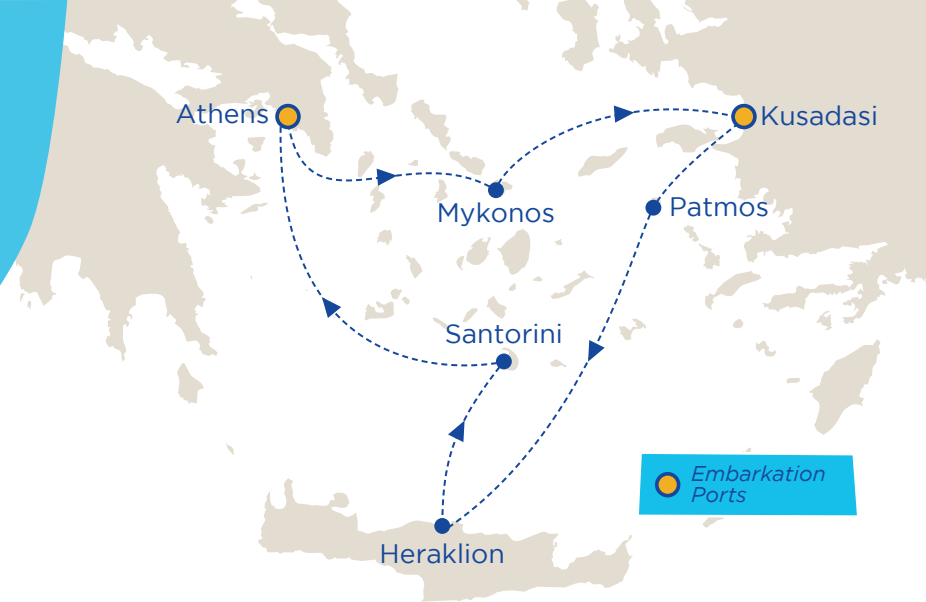 Athens
Kusadasi
Mykonos
Patmos
Santorini
Embarkation
Ports
Heraklion